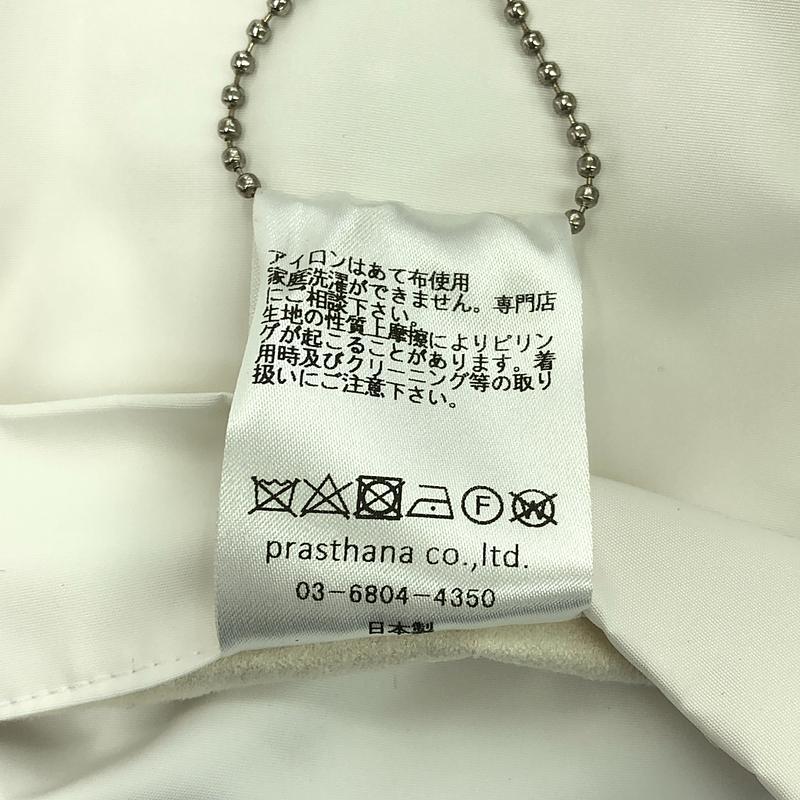 アイロンはあて布使用
家庭洗濯ができません。専門店
にご相談下さい。
生地の性質上摩擦によりピリン
グが起こることがあります。着
用時及びクリーニング等の取り
扱いにご注意下さい。
F W
prasthana co.,ltd.
03-6804-4350
日本製